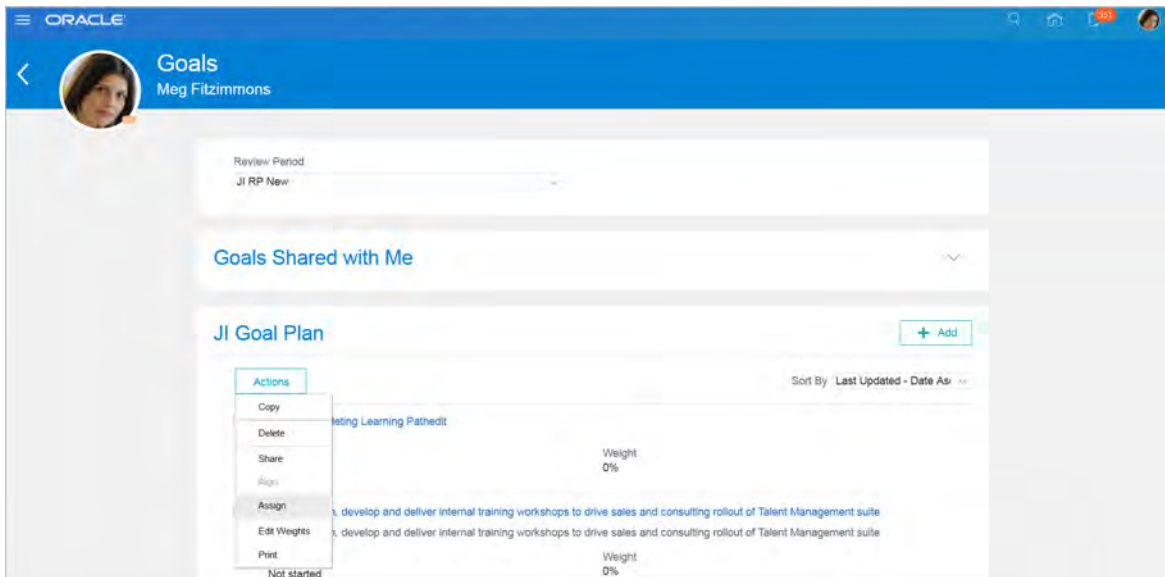 ORACLE
351
Goals
Meg Fitzimmons
Review Period
JI RP New
Goals Shared with Me
JI Goal Plan
+ Add
Actions
Sort By Last Updated - Date As
Copy
leting Learning Pathedit
Delete
Share
Weight
0%
Align
Assign
, develop and deliver internal training workshops to drive sales and consulting rollout of Talent Management suite
Edit Weights
, develop and deliver internal training workshops to drive sales and consulting rollout of Talent Management suite
Print
Weight
Not started
0%